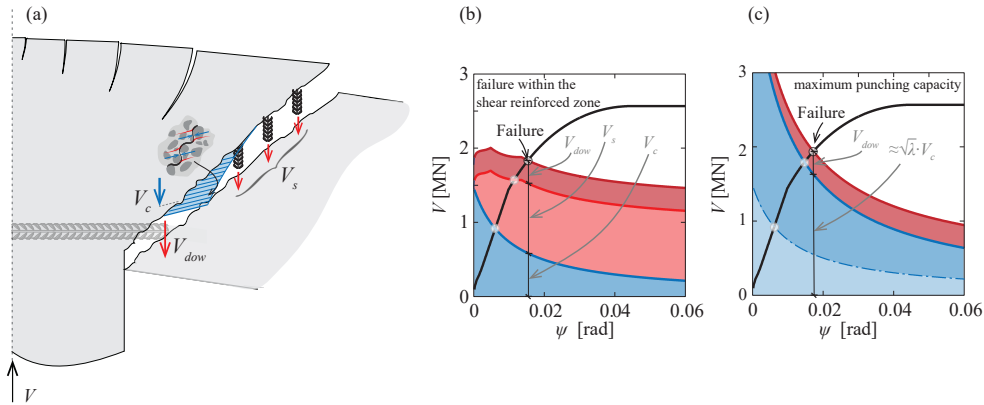 (a)
V_c
V_s
V_dow
V
(b)
3
failure within the
shear reinforced zone
Failure
V_dow
V_s
V_c
2
V [MN]
1
0
0
0.02
0.04
0.06
ψ [rad]
(c)
3
maximum punching capacity
Failure
V_dow
≈√λ·V_c
2
V [MN]
1
0
0
0.02
0.04
0.06
ψ [rad]